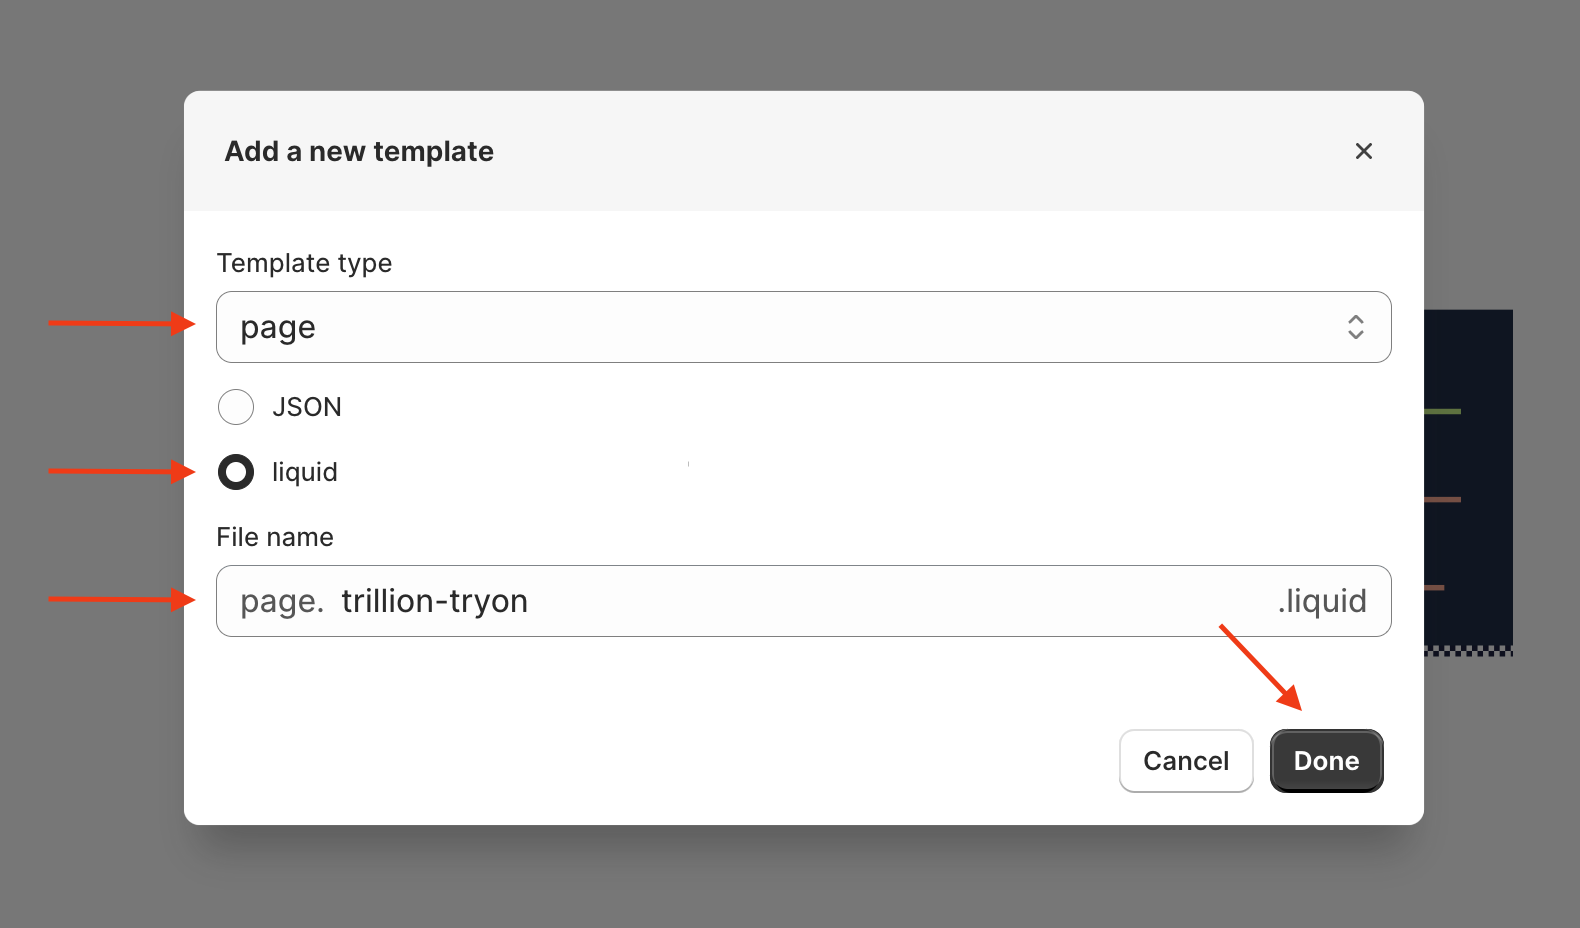 Add a new template
Template type
page
JSON
liquid
File name
page. trillion-tryon .liquid
Cancel Done